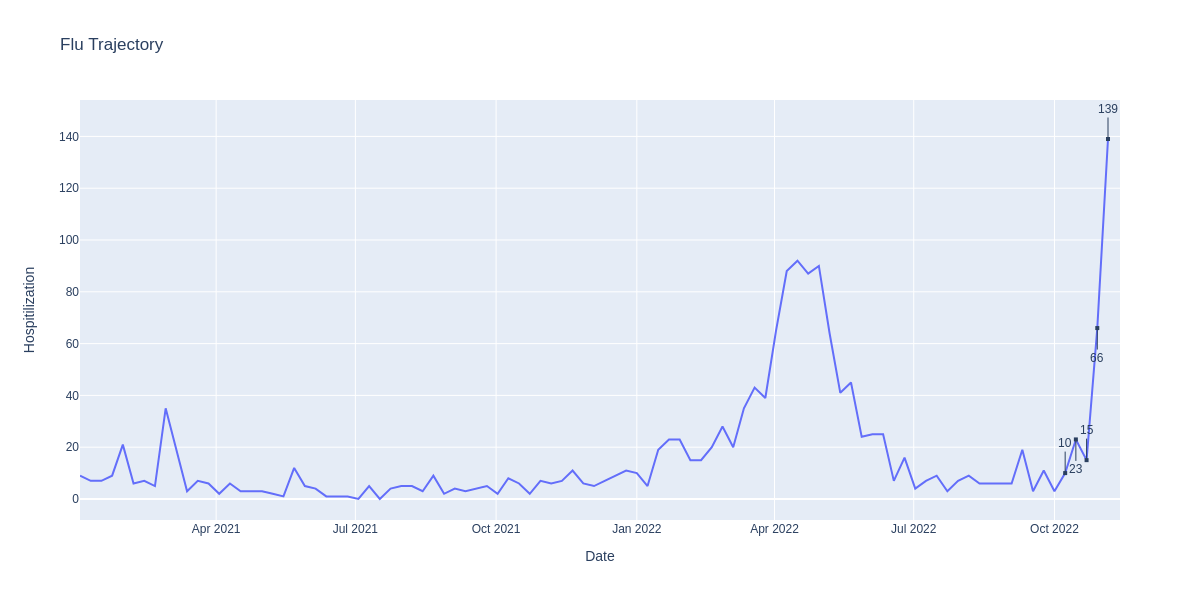 Flu Trajectory
139
140
120
100
80
60
66
40
15
10
20
23
0
Hospitilization
Apr 2021
Jul 2021
Oct 2021
Jan 2022
Apr 2022
Jul 2022
Oct 2022
Date